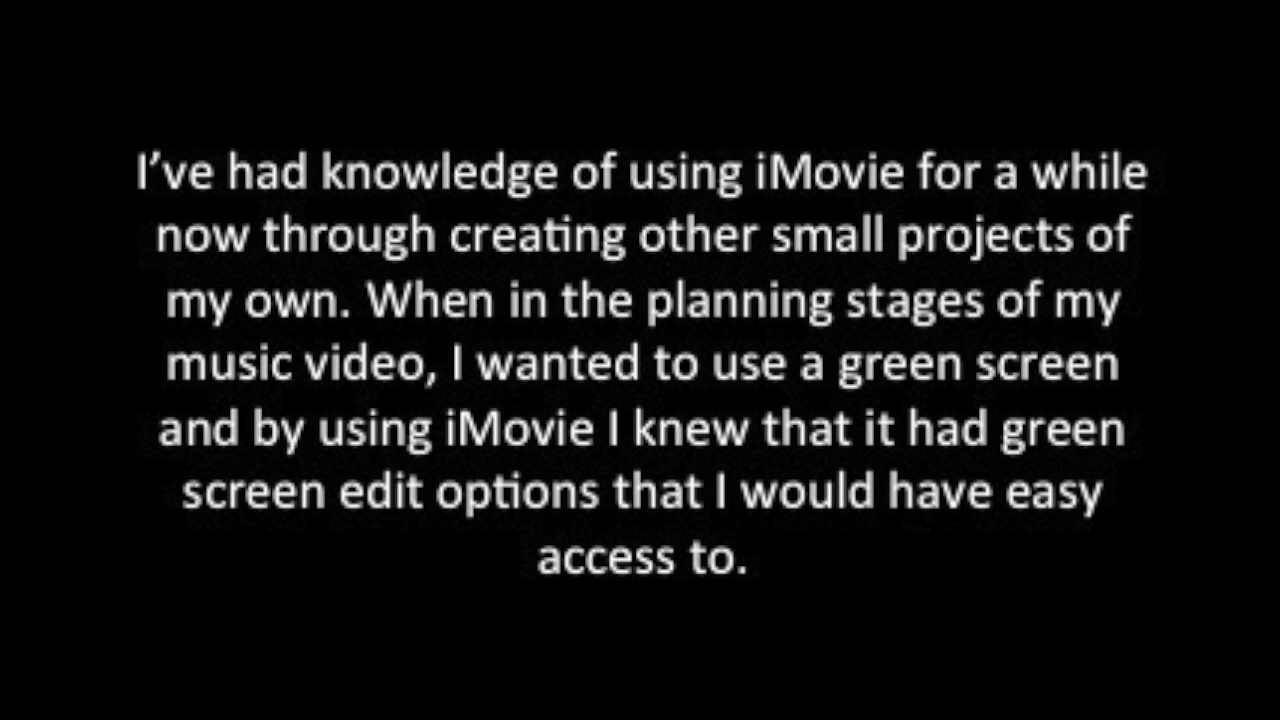 I’ve had knowledge of using iMovie for a while
now through creating other small projects of
my own. When in the planning stages of my
music video, I wanted to use a green screen
and by using iMovie I knew that it had green
screen edit options that I would have easy
access to.